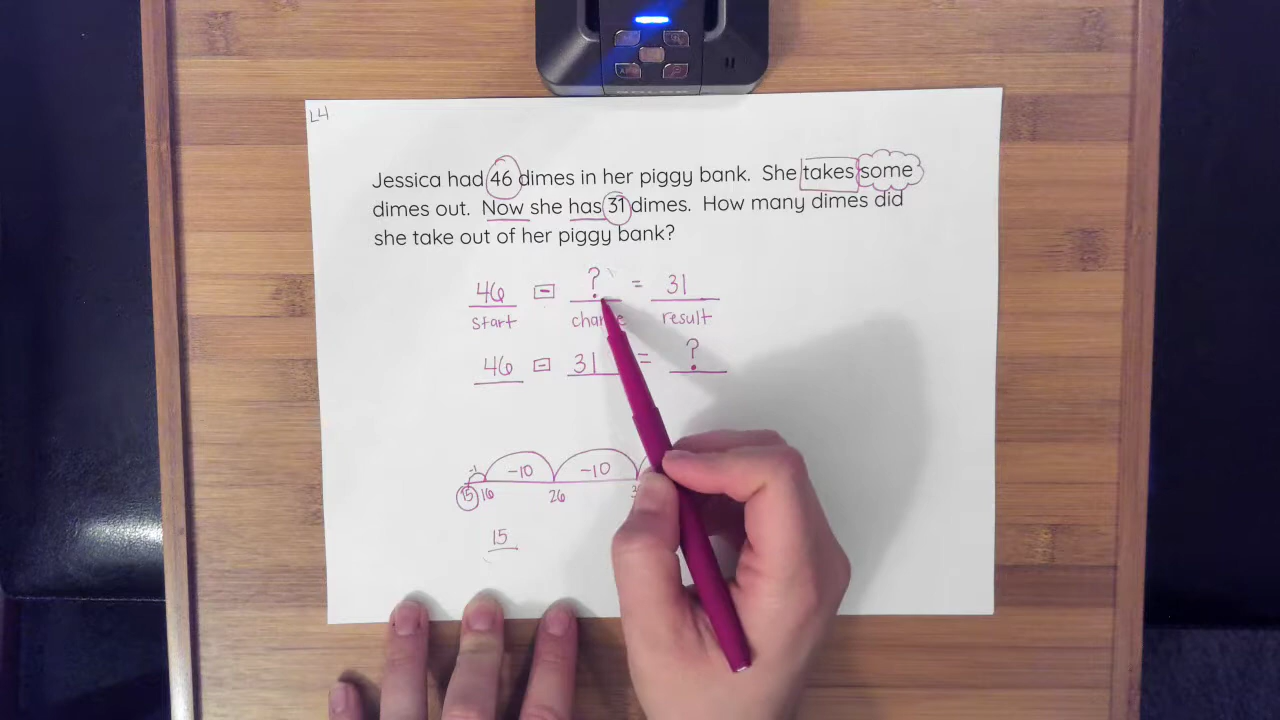 L4
Jessica had 46 dimes in her piggy bank. She takes some
dimes out. Now she has 31 dimes. How many dimes did
she take out of her piggy bank?
46 - ? = 31
start result
46 - 31 = ?
-1 -10 -10
15 16 26
15